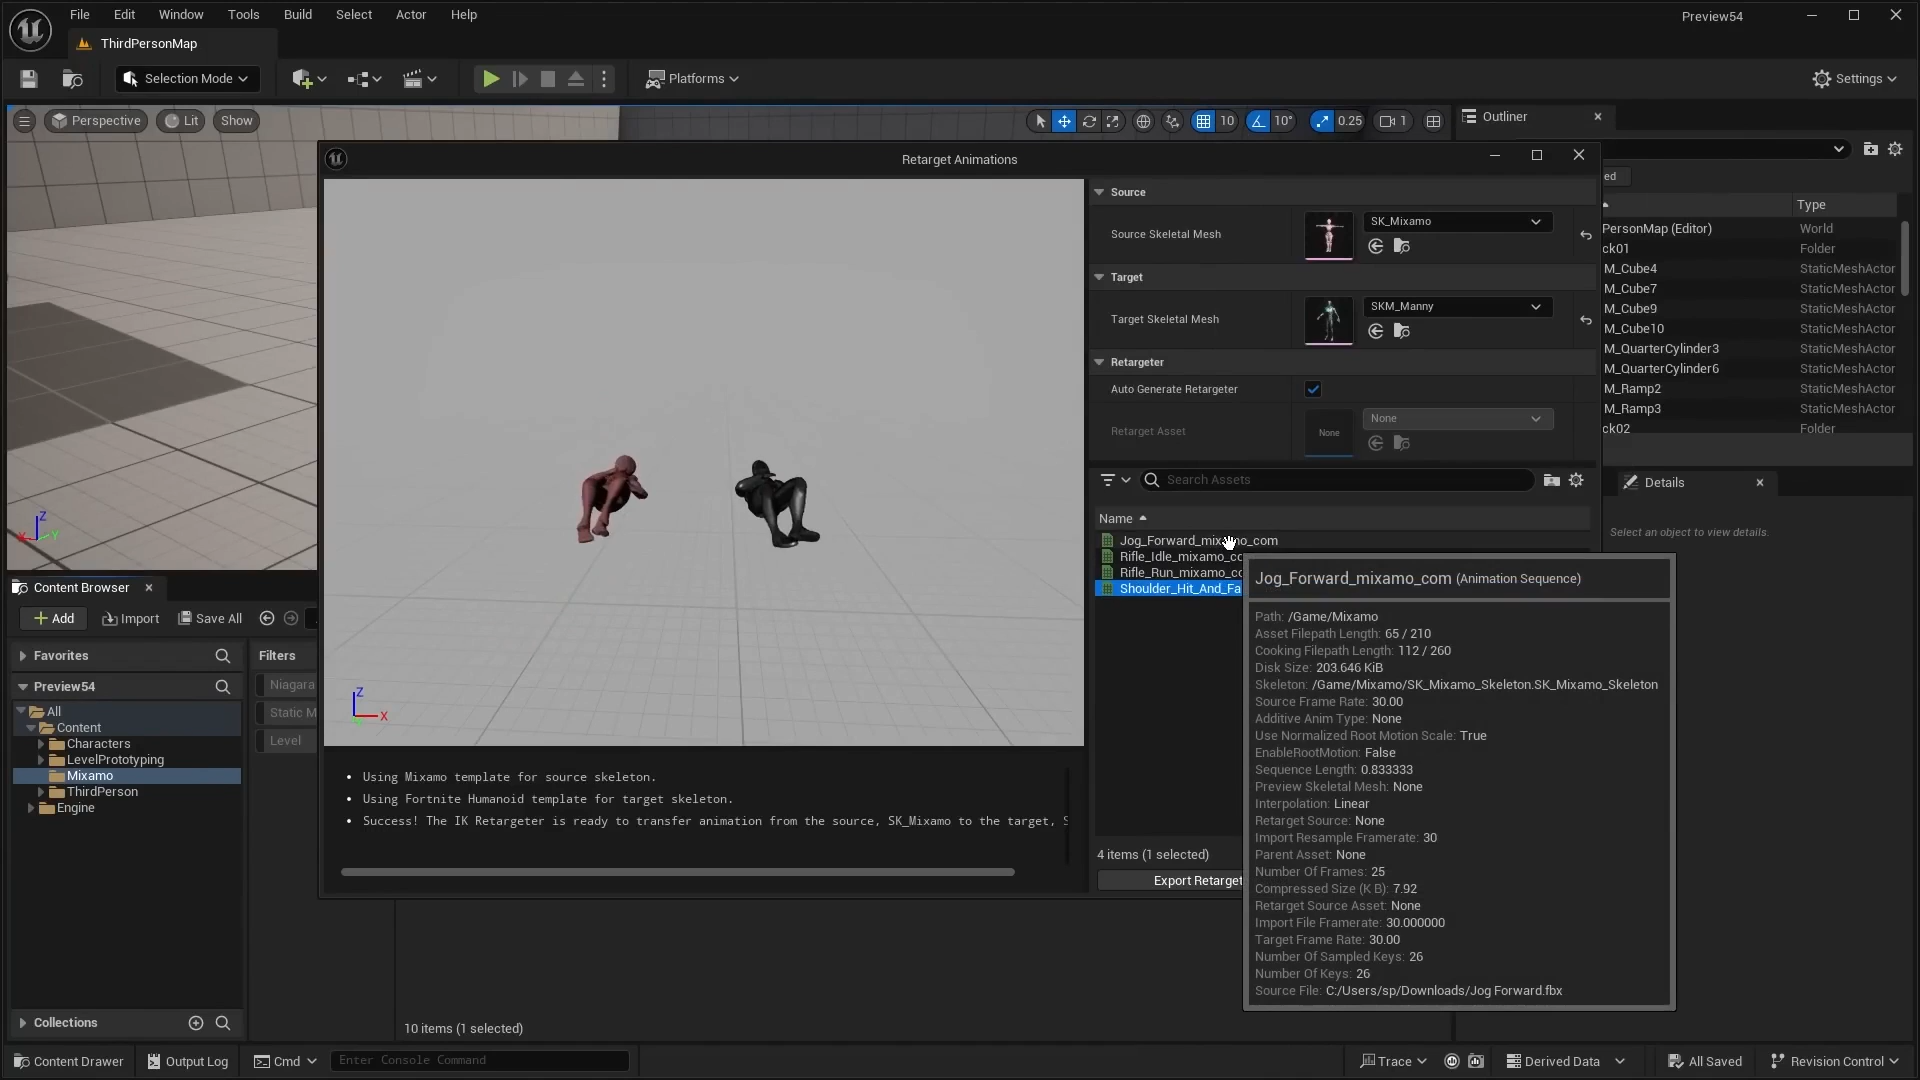 File Edit Window Tools Build Select Actor Help
Preview54
ThirdPersonMap
Selection Mode
Platforms
Settings
Perspective Lit Show
10 10° 0.25 1
Outliner
Retarget Animations
ed
Source
Type
Source Skeletal Mesh SK_Mixamo
PersonMap (Editor) World
ck01 Folder
M_Cube4 StaticMeshActor
M_Cube7 StaticMeshActor
M_Cube9 StaticMeshActor
M_Cube10 StaticMeshActor
M_QuarterCylinder3 StaticMeshActor
M_QuarterCylinder6 StaticMeshActor
M_Ramp2 StaticMeshActor
M_Ramp3 StaticMeshActor
ck02 Folder
Target
Target Skeletal Mesh SKM_Manny
Retargeter
Auto Generate Retargeter
Retarget Asset None None
Search Assets
Details
Select an object to view details.
Name
Jog_Forward_mixamo_com
Rifle_Idle_mixamo_co
Rifle_Run_mixamo_co
Shoulder_Hit_And_Fa
Jog_Forward_mixamo_com (Animation Sequence)
Path: /Game/Mixamo
Asset Filepath Length: 65 / 210
Cooking Filepath Length: 112 / 260
Disk Size: 203.646 KiB
Skeleton: /Game/Mixamo/SK_Mixamo_Skeleton.SK_Mixamo_Skeleton
Source Frame Rate: 30.00
Additive Anim Type: None
Use Normalized Root Motion Scale: True
EnableRootMotion: False
Sequence Length: 0.833333
Preview Skeletal Mesh: None
Interpolation: Linear
Retarget Source: None
Import Resample Framerate: 30
Parent Asset: None
Number Of Frames: 25
Compressed Size (K B): 7.92
Retarget Source Asset: None
Import File Framerate: 30.000000
Target Frame Rate: 30.00
Number Of Sampled Keys: 26
Number Of Keys: 26
Source File: C:/Users/sp/Downloads/Jog Forward.fbx
4 items (1 selected)
Export Retarget
Z
Y
Z
X
• Using Mixamo template for source skeleton.
• Using Fortnite Humanoid template for target skeleton.
• Success! The IK Retargeter is ready to transfer animation from the source, SK_Mixamo to the target, S
Content Browser
Add Import Save All
Favorites
Filters
Preview54
Niagara
Static M
Level
All
Content
Characters
LevelPrototyping
Mixamo
ThirdPerson
Engine
Collections
10 items (1 selected)
Content Drawer Output Log Cmd Enter Console Command Trace Derived Data All Saved Revision Control